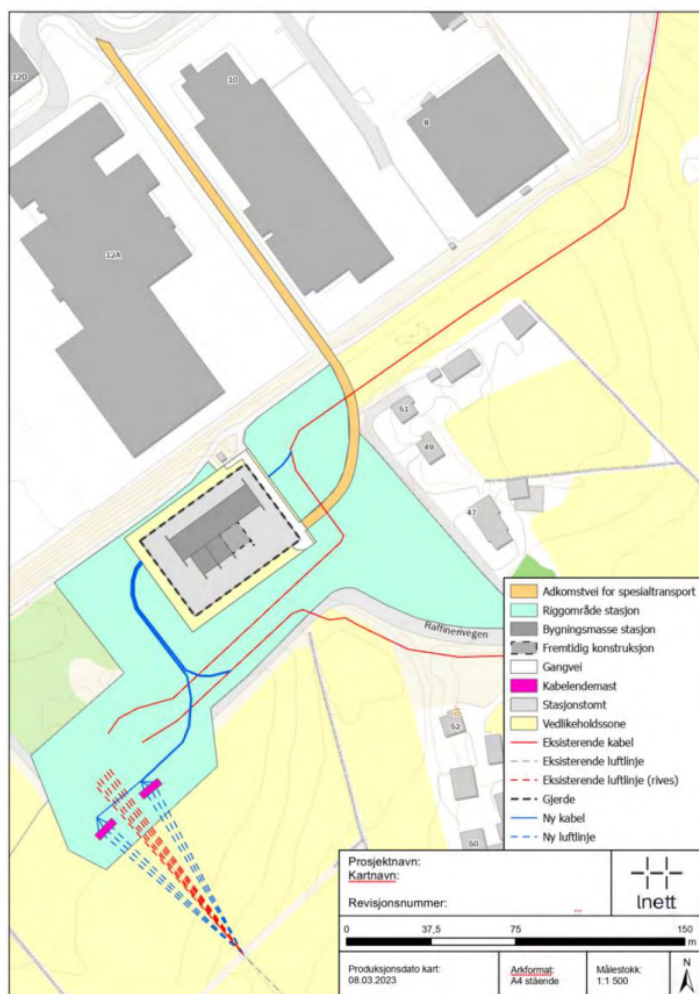 12D
10
8
12A
51
49
47
Raffinerivegen
52
50
Adkomstvei for spesialtransport
Riggområde stasjon
Bygningsmasse stasjon
Fremtidig konstruksjon
Gangvei
Kabelendemast
Stasjonstomt
Vedlikeholdssone
Eksisterende kabel
Eksisterende luftlinje
Eksisterende luftlinje (rives)
Gjerde
Ny kabel
Ny luftlinje
Prosjektnavn:
Kartnavn:
Revisjonsnummer:
...
lnett
0 37,5 75 150
m
Produksjonsdato kart:
08.03.2023
Arkformat:
A4 stående
Målestokk:
1:1 500
N